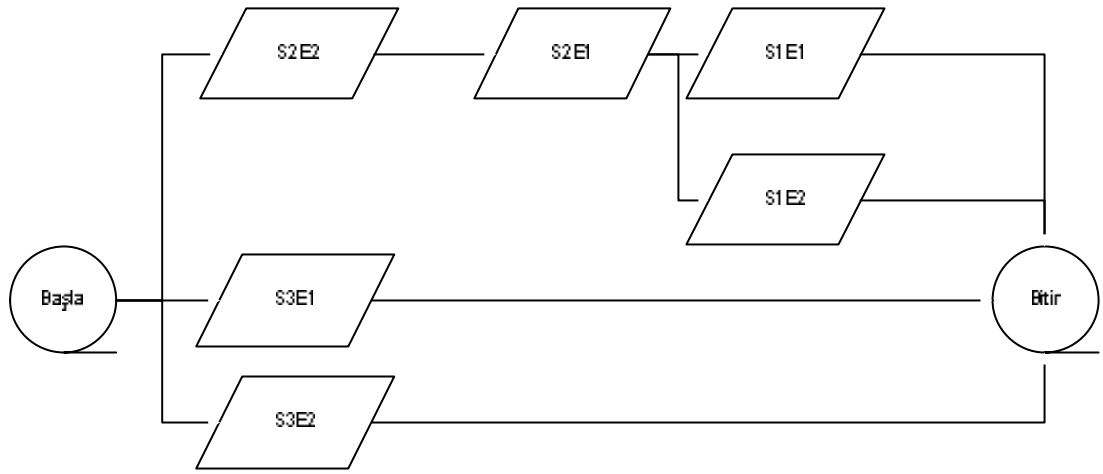 S2E2
S2E1
S1E1
S1E2
Başla
S3E1
Bitir
S3E2